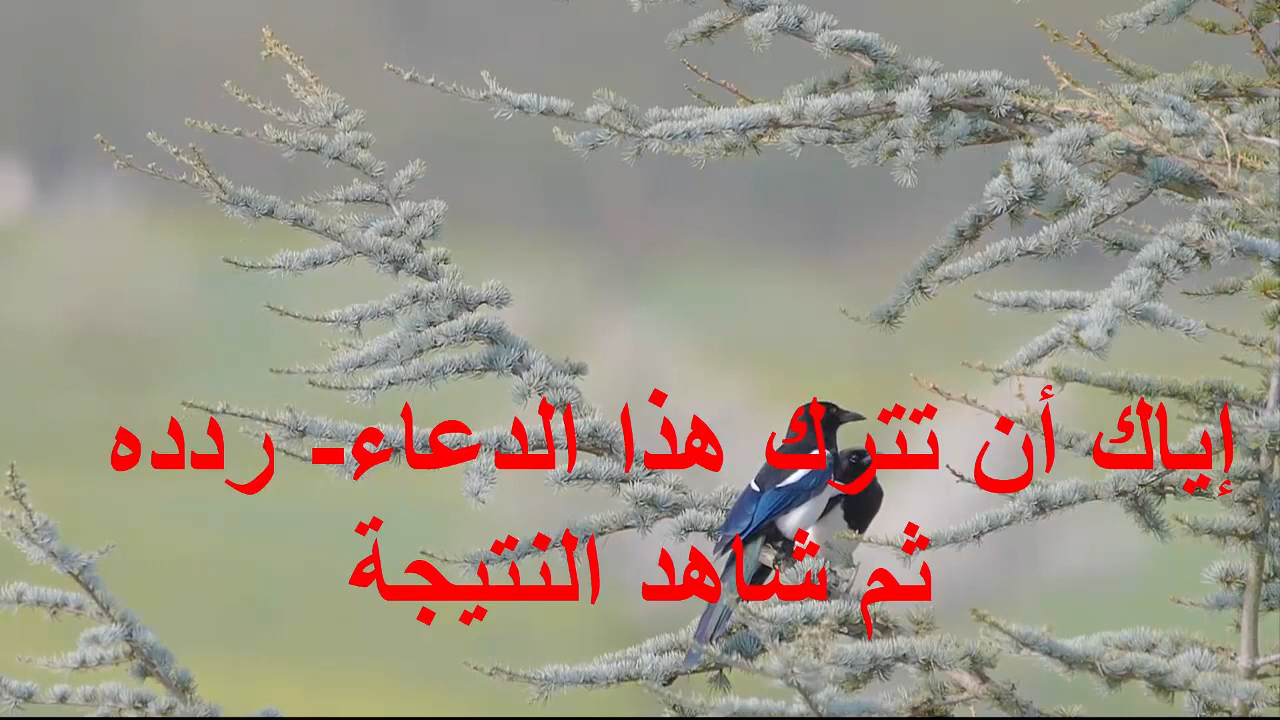 إياك أن تترك هذا الدعاء- ردده
ثم شاهد النتيجة